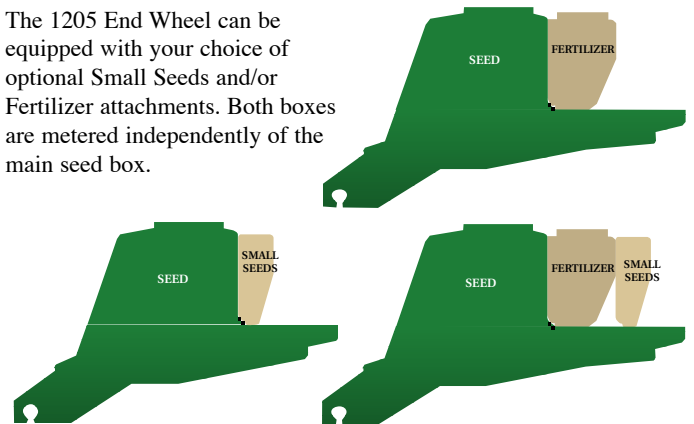 The 1205 End Wheel can be
equipped with your choice of
optional Small Seeds and/or
Fertilizer attachments. Both boxes
are metered independently of the
main seed box.
SEED
FERTILIZER
SEED
SMALL
SEEDS
SEED
FERTILIZER
SMALL
SEEDS